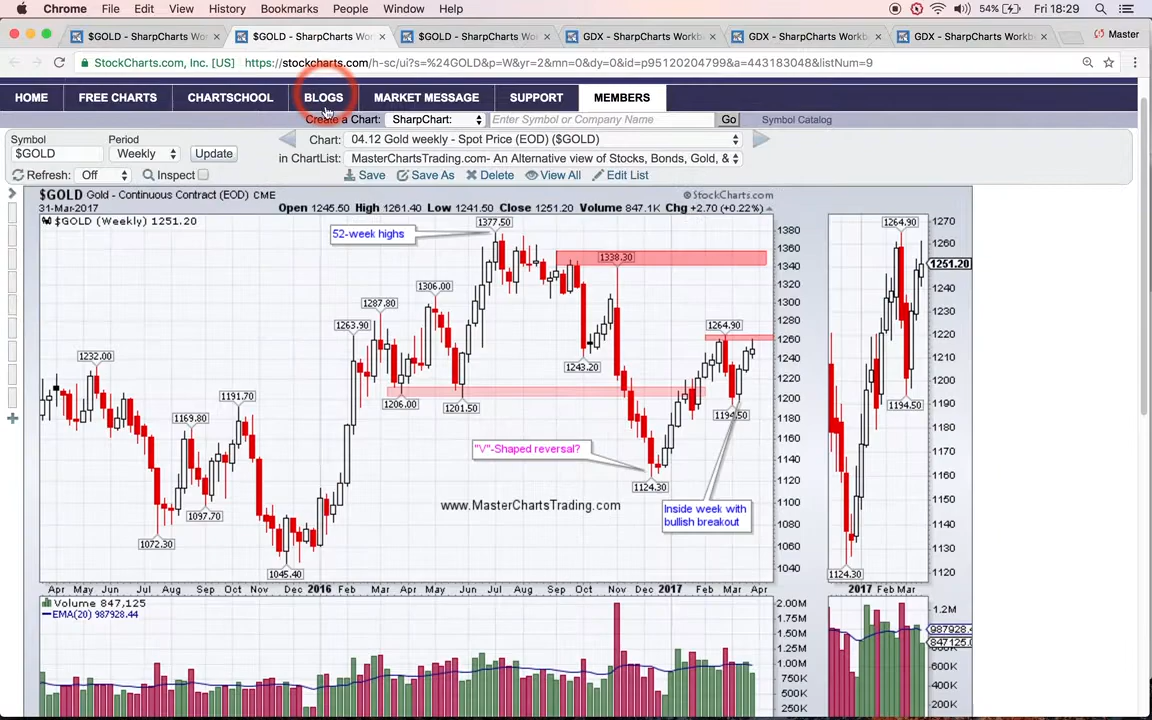 Chrome File Edit View History Bookmarks People Window Help 54% Fri 18:29
$GOLD - SharpCharts Wor $GOLD - SharpCharts Wor $GOLD - SharpCharts Wor GDX - SharpCharts Workb GDX - SharpCharts Workb GDX - SharpCharts Workb Master
StockCharts.com, Inc. [US] https://stockcharts.com/h-sc/ui?s=%24GOLD&p=W&yr=2&mn=0&dy=0&id=p95120204799&a=443183048&listNum=9
HOME FREE CHARTS CHARTSCHOOL BLOGS MARKET MESSAGE SUPPORT MEMBERS
Create a Chart: SharpChart: Enter Symbol or Company Name Go Symbol Catalog
Symbol Period Chart: 04.12 Gold weekly - Spot Price (EOD) ($GOLD)
$GOLD Weekly Update in ChartList: MasterChartsTrading.com- An Alternative view of Stocks, Bonds, Gold, &
Refresh: Off Inspect Save Save As Delete View All Edit List
$GOLD Gold - Continuous Contract (EOD) CME © StockCharts.com
31-Mar-2017 Open 1245.50 High 1261.40 Low 1241.50 Close 1251.20 Volume 847.1K Chg +2.70 (+0.22%)
$GOLD (Weekly) 1251.20
1377.50 1264.90 1270
52-week highs 1380
1360 1260
1338.30
1340 1251.20
1320
1306.00 1240
1287.80 1300
1263.90 1264.90 1280 1230
1260 1220
1232.00 1243.20 1240
1210
1220 1200
1191.70 1206.00 1201.50 1194.50 1200 1194.50
1169.80 1190
1180
1180
"V"-Shaped reversal? 1160 1170
1140 1160
1124.30 1120
1150
www.MasterChartsTrading.com Inside week with 1100
1097.70 bullish breakout 1140
1080
1072.30 1060 1130
1045.40 1040 1124.30 1120
Apr May Jun Jul Aug Sep Oct Nov Dec 2016 Feb Mar Apr May Jun Jul Aug Sep Oct Nov Dec 2017 Feb Mar Apr 2017 Feb Mar
Volume 847,125 2.00M 1.2M
EMA(20) 987928.44 1.75M 987928.4
1.50M 847125.0
1.25M
1.00M 600K
750K
500K 400K
250K 200K